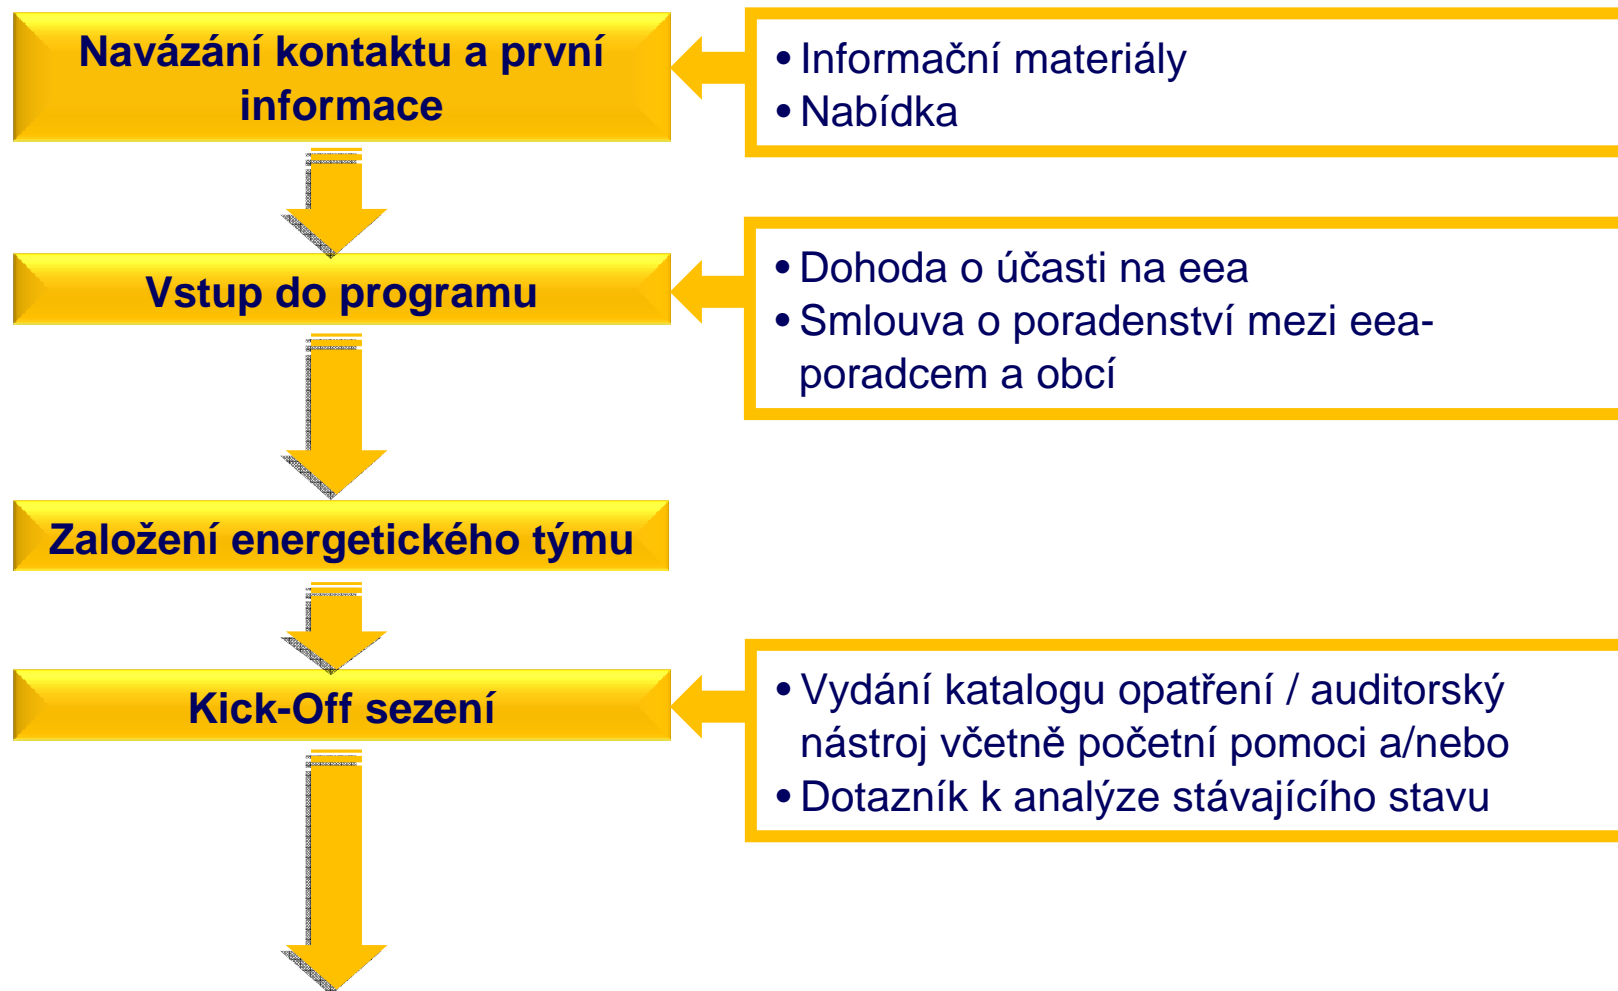 Navázání kontaktu a první
informace
• Informační materiály
• Nabídka
Vstup do programu
• Dohoda o účasti na eea
• Smlouva o poradenství mezi eea-
poradcem a obcí
Založení energetického týmu
Kick-Off sezení
• Vydání katalogu opatření / auditorský
nástroj včetně početní pomoci a/nebo
• Dotazník k analýze stávajícího stavu